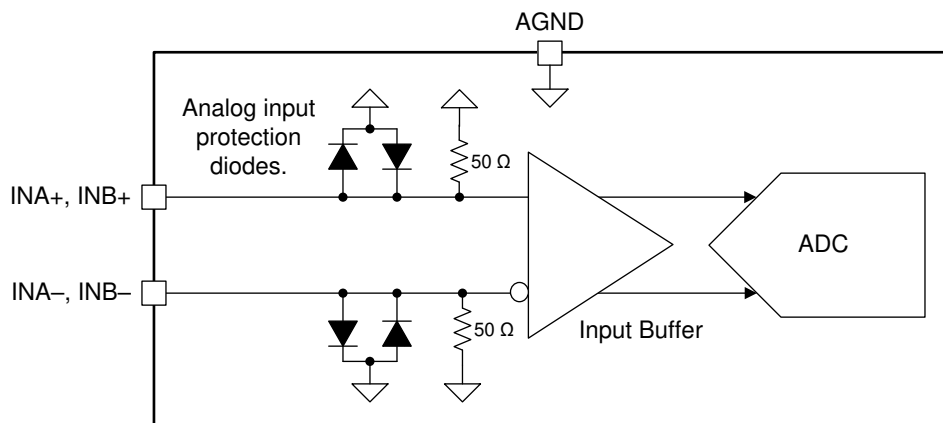 AGND
Analog input
protection
diodes.
50 Ω
INA+, INB+
ADC
INA–, INB–
50 Ω
Input Buffer